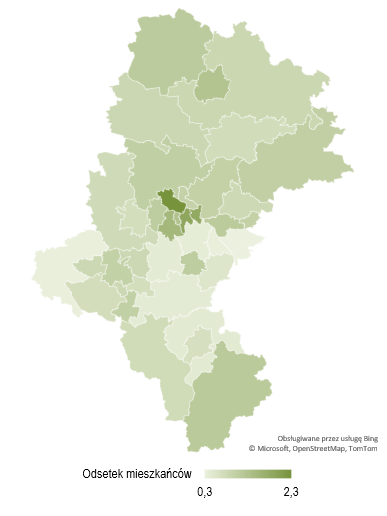 Obsługiwane przez usługę Bing
© Microsoft, OpenStreetMap, TomTom
Odsetek mieszkańców
0,3 2,3